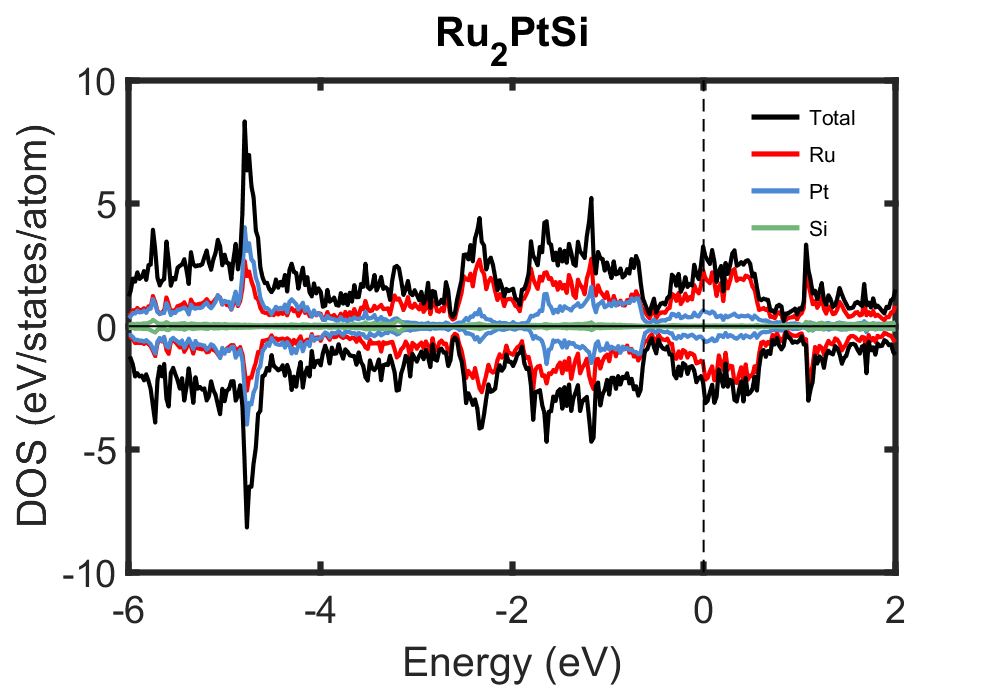 Ru₂PtSi
DOS (eV/states/atom)
10
5
0
-5
-10
Total
Ru
Pt
Si
-6 -4 -2 0 2
Energy (eV)